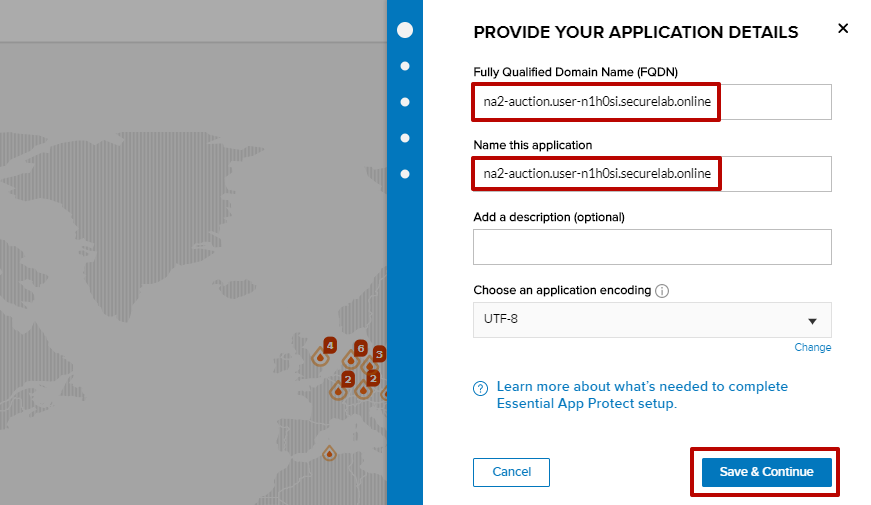 PROVIDE YOUR APPLICATION DETAILS
Fully Qualified Domain Name (FQDN)
na2-auction.user-n1h0si.securelab.online
Name this application
na2-auction.user-n1h0si.securelab.online
Add a description (optional)
Choose an application encoding
UTF-8
Change
4
6
3
2
2
Learn more about what's needed to complete
Essential App Protect setup.
Cancel
Save & Continue